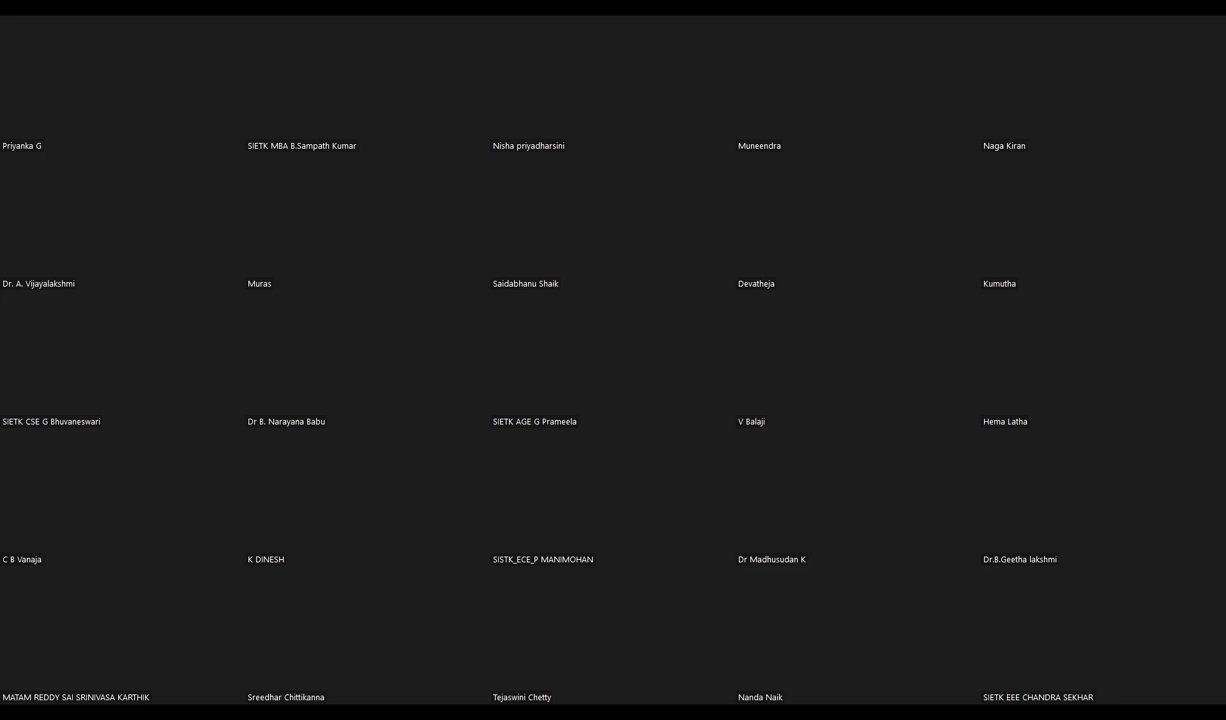 Priyanka G
SIETK MBA B.Sampath Kumar
Nisha priyadharsini
Muneendra
Naga Kiran
Dr. A. Vijayalakshmi
Muras
Saidabhanu Shaik
Devatheja
Kumutha
SIETK CSE G Bhuvaneswari
Dr B. Narayana Babu
SIETK AGE G Prameela
V Balaji
Hema Latha
C B Vanaja
K DINESH
SISTK_ECE_P MANIMOHAN
Dr Madhusudan K
Dr.B.Geetha lakshmi
MATAM REDDY SAI SRINIVASA KARTHIK
Sreedhar Chittikanna
Tejaswini Chetty
Nanda Naik
SIETK EEE CHANDRA SEKHAR